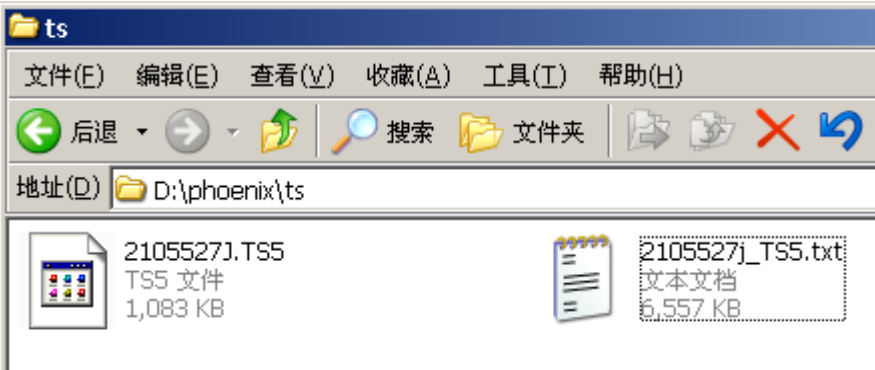 ts
文件(F) 编辑(E) 查看(V) 收藏(A) 工具(T) 帮助(H)
后退 搜索 文件夹
地址(D) D:\phoenix\ts
2105527J.TS5 2105527j_TS5.txt
TS5 文件 文本文档
1,083 KB 6,557 KB